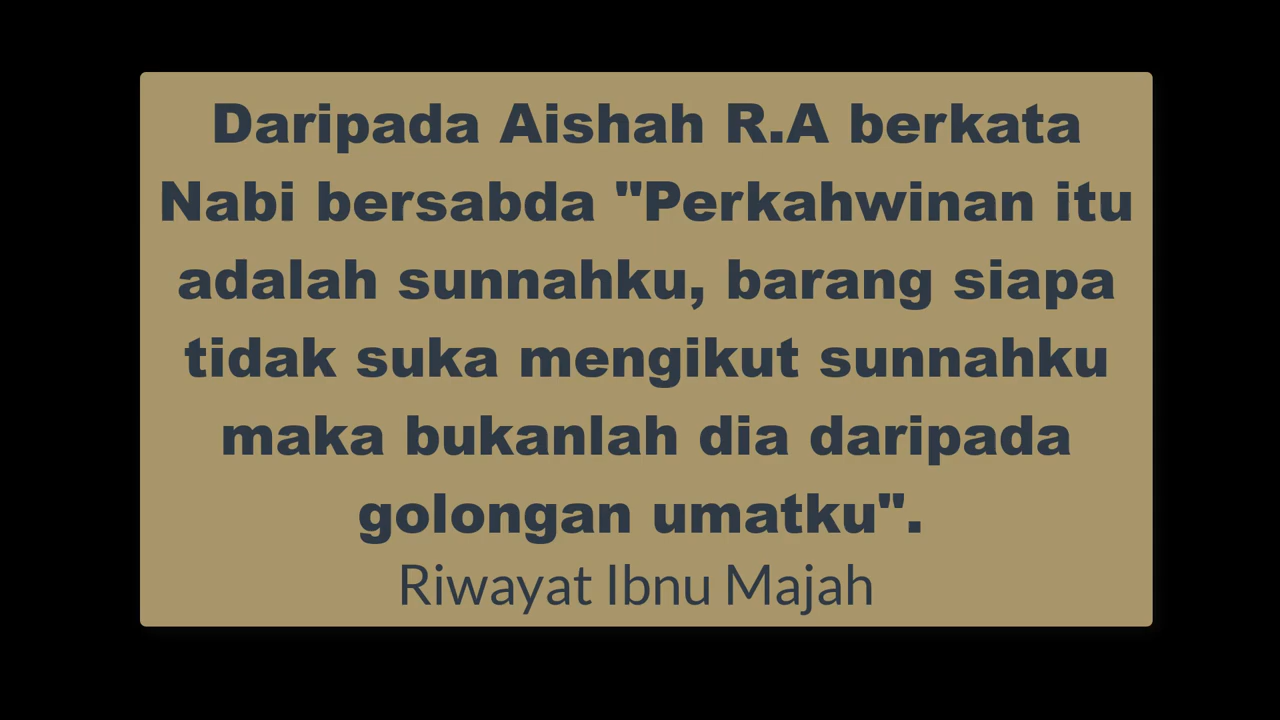 Daripada Aishah R.A berkata
Nabi bersabda "Perkahwinan itu
adalah sunnahku, barang siapa
tidak suka mengikut sunnahku
maka bukanlah dia daripada
golongan umatku".
Riwayat Ibnu Majah